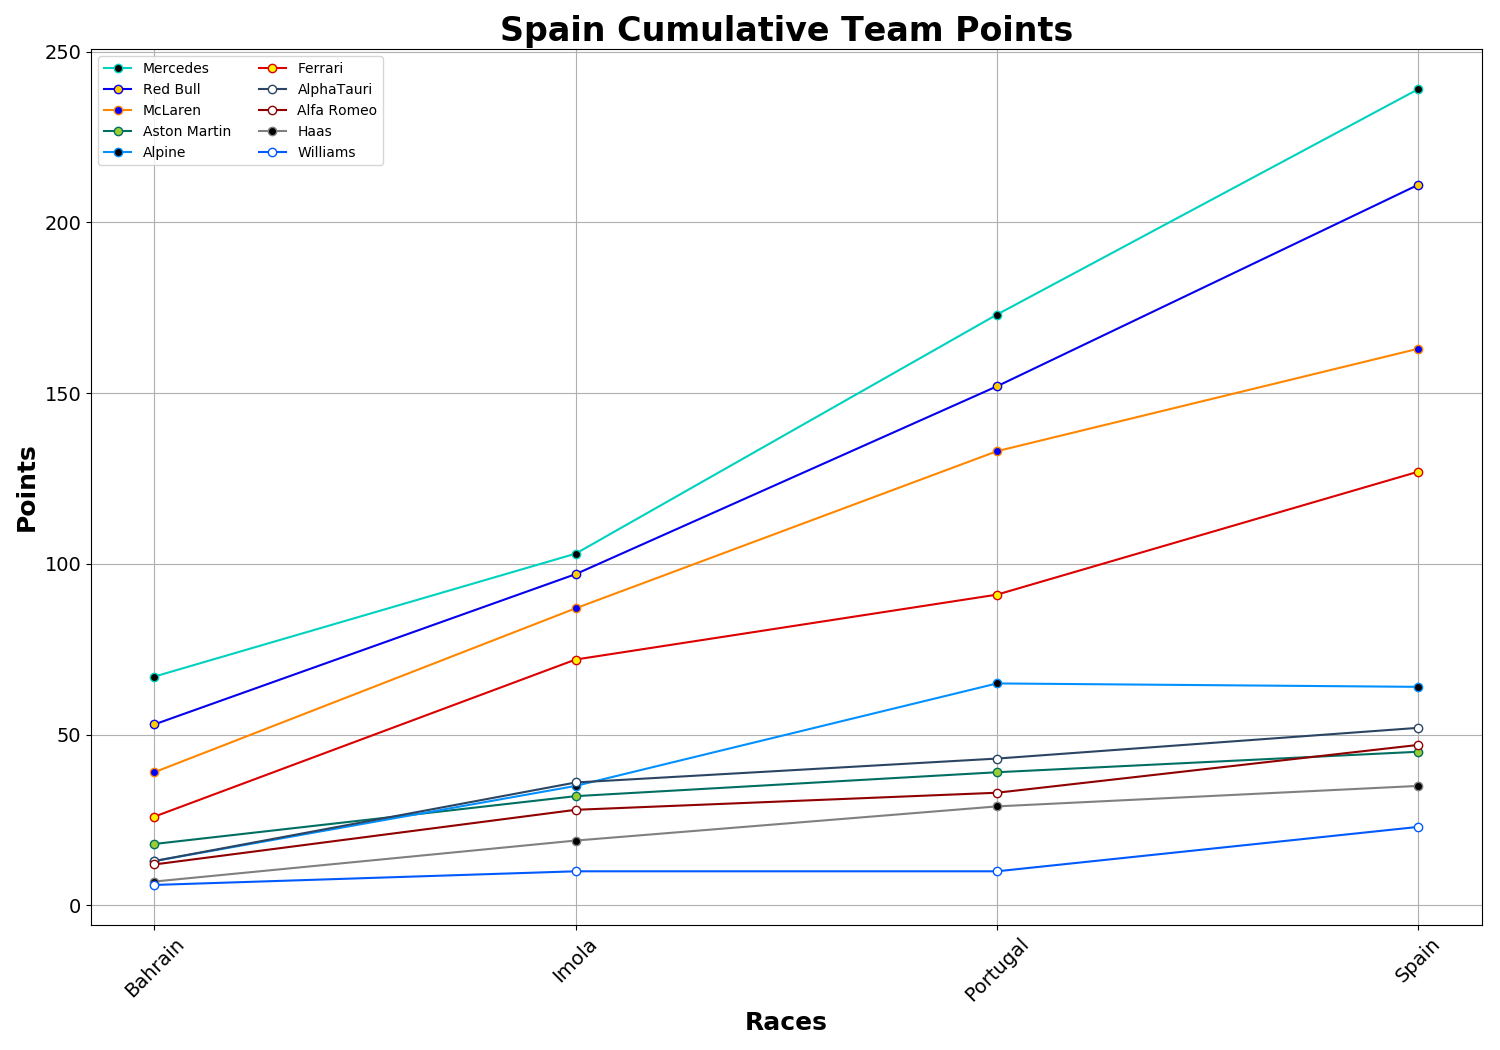 Spain Cumulative Team Points
Mercedes
Red Bull
McLaren
Aston Martin
Alpine
Ferrari
AlphaTauri
Alfa Romeo
Haas
Williams
250
200
150
100
50
0
Points
Bahrain
Imola
Portugal
Spain
Races